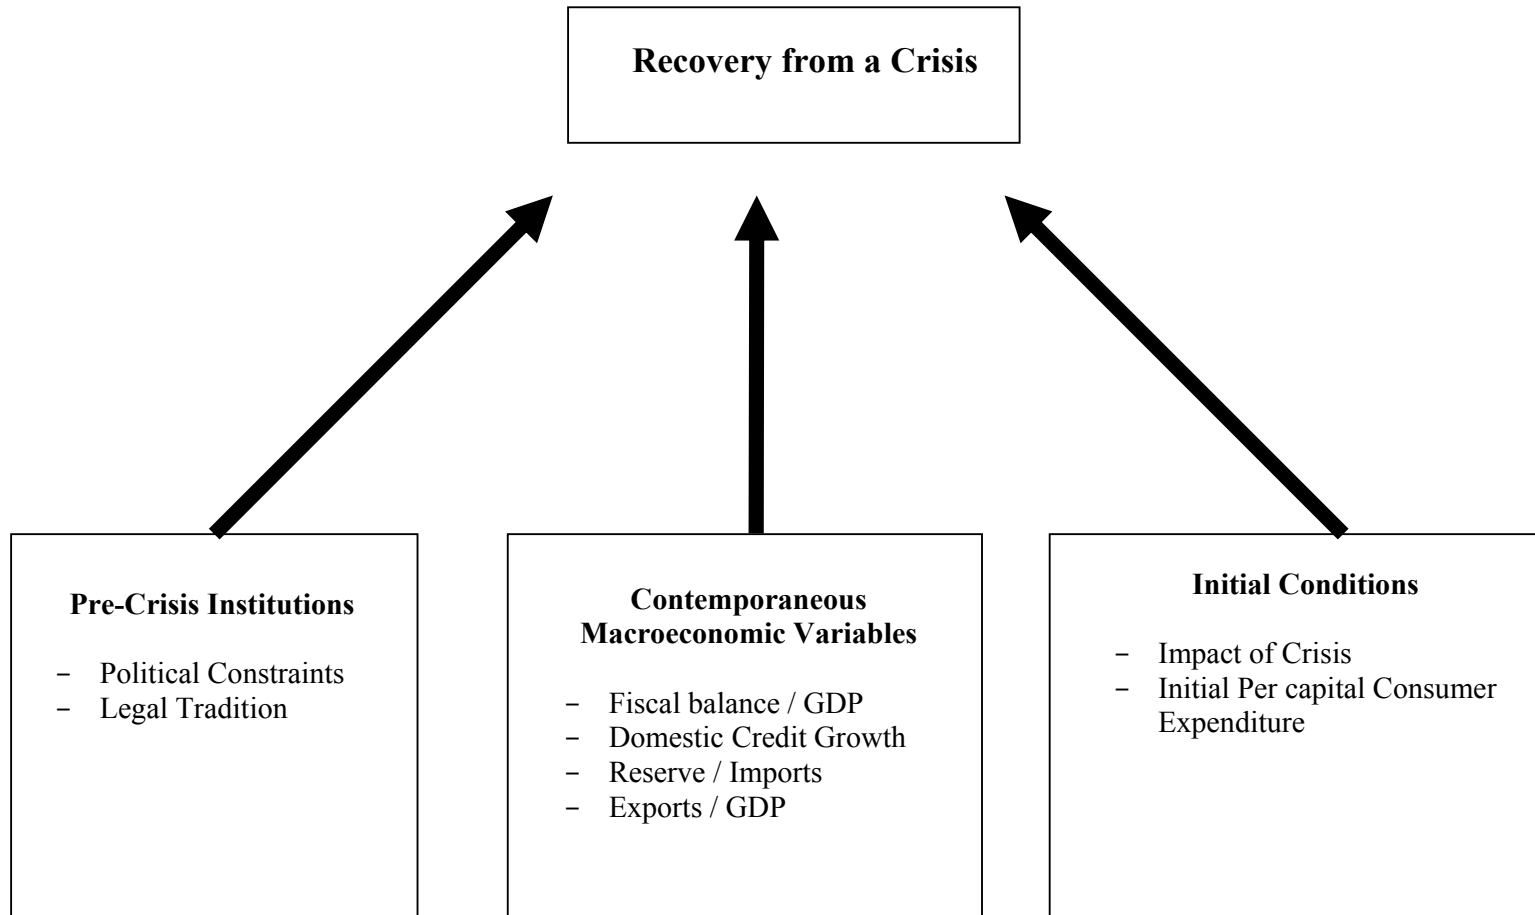 Recovery from a Crisis
Pre-Crisis Institutions
– Political Constraints
– Legal Tradition
Contemporaneous
Macroeconomic Variables
– Fiscal balance / GDP
– Domestic Credit Growth
– Reserve / Imports
– Exports / GDP
Initial Conditions
– Impact of Crisis
– Initial Per capital Consumer
Expenditure